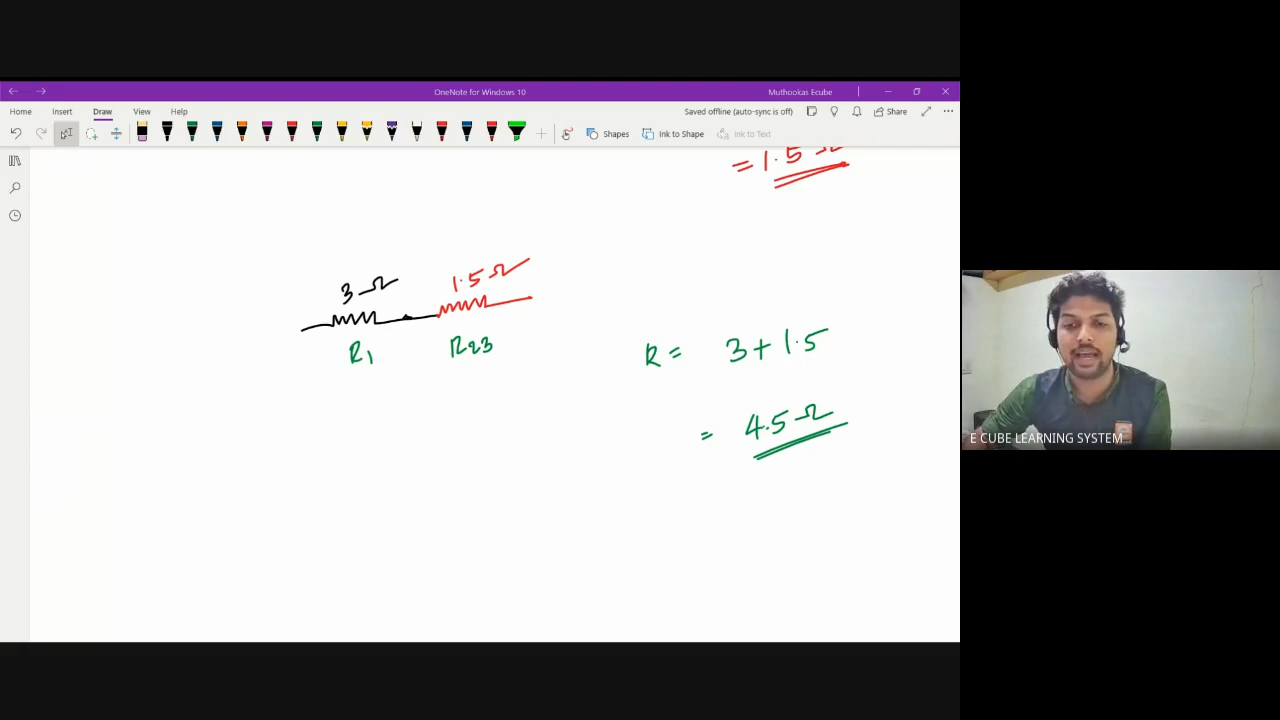 OneNote for Windows 10
Muthookas Ecube
Home Insert Draw View Help
Saved offline (auto-sync is off)
Share
Shapes
Ink to Shape
Ink to Text
= 1.5 Ω
3 Ω
1.5 Ω
R1
R23
R = 3 + 1.5
= 4.5 Ω
E CUBE LEARNING SYSTEM